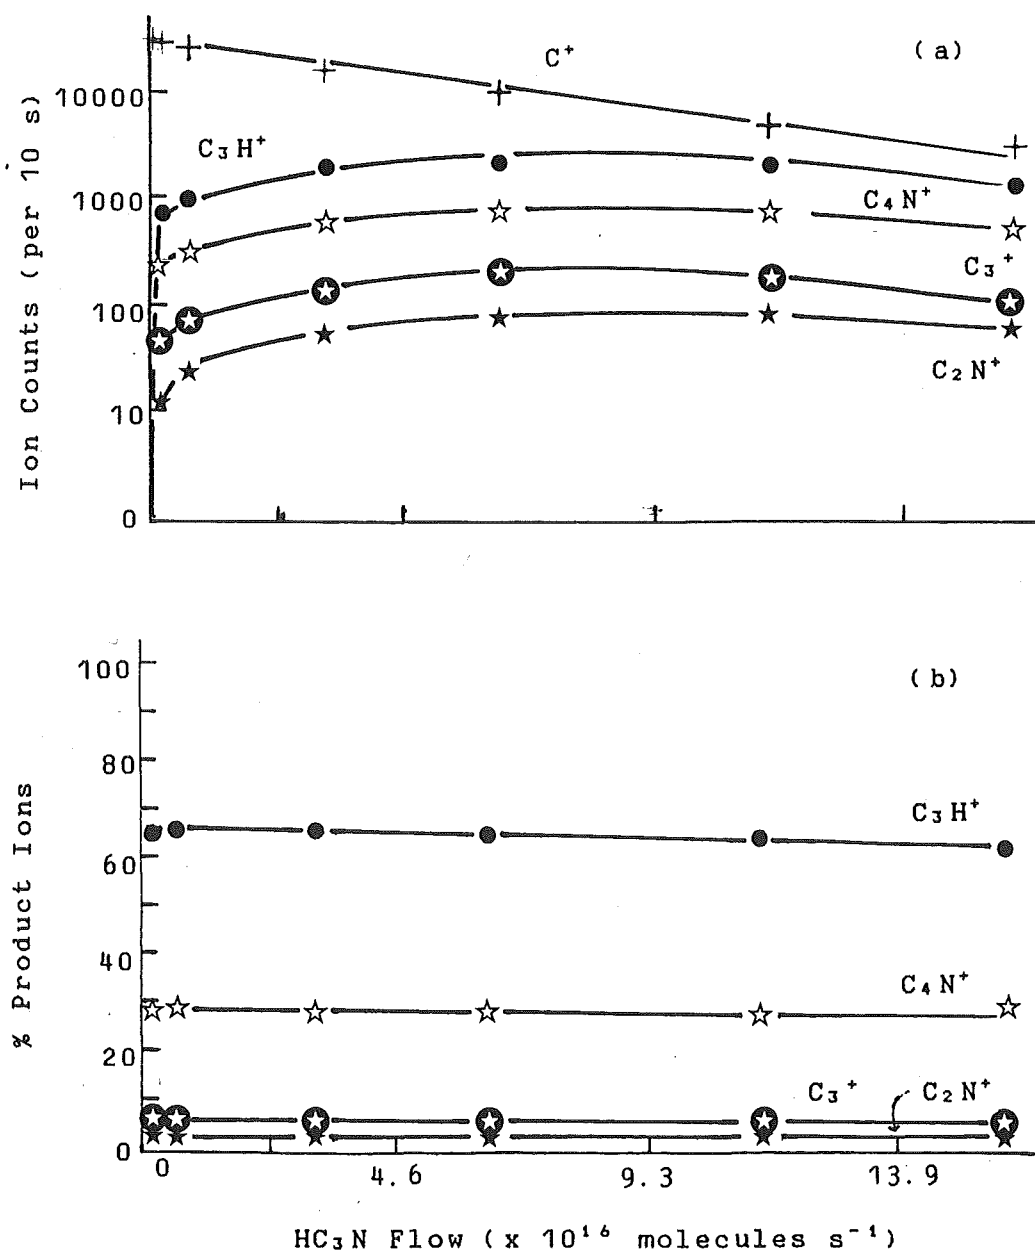 (a)
C⁺
C₃H⁺
C₄N⁺
C₃⁺
C₂N⁺
10000
1000
100
10
0
Ion Counts (per 10 s)
(b)
100
80
60
40
20
0
C₃H⁺
C₄N⁺
C₃⁺
C₂N⁺
% Product Ions
0 4.6 9.3 13.9
HC₃N Flow (x 10¹⁶ molecules s⁻¹)